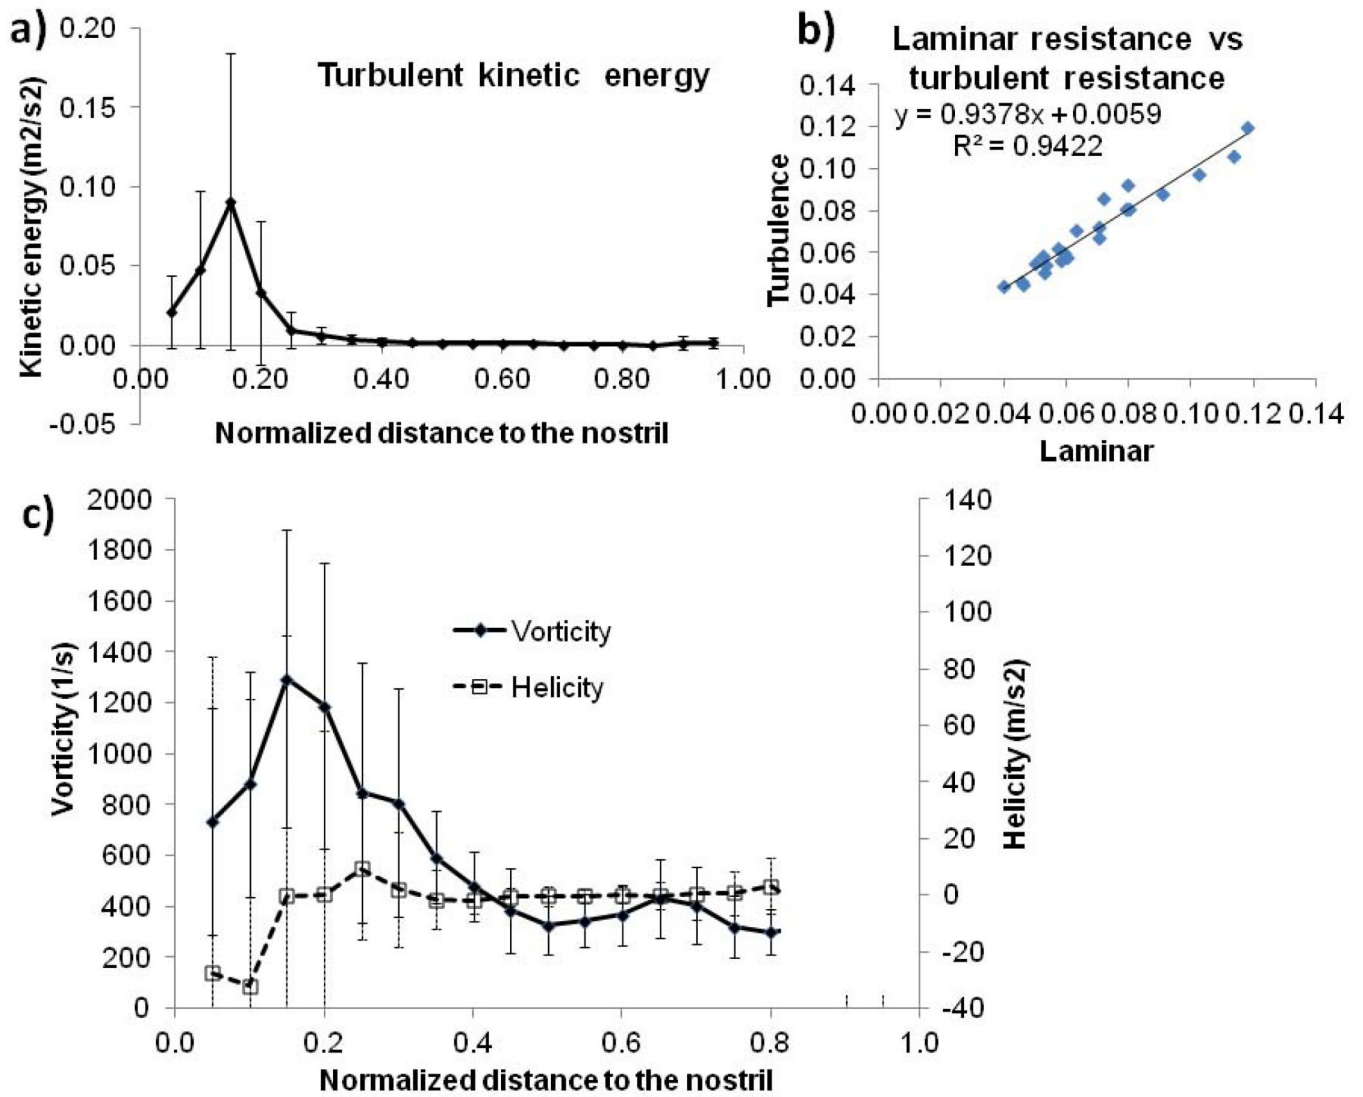 a)
Turbulent kinetic energy
Kinetic energy (m2/s2)
0.20
0.15
0.10
0.05
0.00
-0.05
0.00 0.20 0.40 0.60 0.80 1.00
Normalized distance to the nostril
b)
Laminar resistance vs
turbulent resistance
y = 0.9378x + 0.0059
R² = 0.9422
Turbulence
0.14
0.12
0.10
0.08
0.06
0.04
0.02
0.00
0.00 0.02 0.04 0.06 0.08 0.10 0.12 0.14
Laminar
c)
Vorticity (1/s)
2000
1800
1600
1400
1200
1000
800
600
400
200
0
Vorticity
Helicity
140
120
100
80
60
40
20
0
-20
-40
Helicity (m/s2)
0.0 0.2 0.4 0.6 0.8 1.0
Normalized distance to the nostril